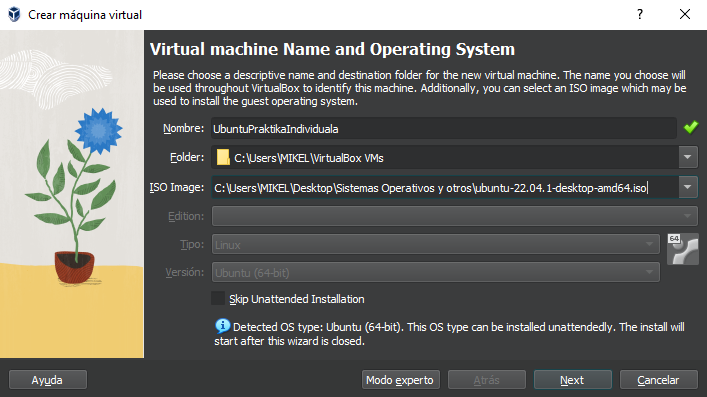 Crear máquina virtual
Virtual machine Name and Operating System
Please choose a descriptive name and destination folder for the new virtual machine. The name you choose will
be used throughout VirtualBox to identify this machine. Additionally, you can select an ISO image which may be
used to install the guest operating system.
Nombre: UbuntuPraktikaIndividuala
Folder: C:\Users\MIKEL\VirtualBox VMs
ISO Image: C:\Users\MIKEL\Desktop\Sistemas Operativos y otros\ubuntu-22.04.1-desktop-amd64.iso
Edition:
Tipo: Linux
64
Versión: Ubuntu (64-bit)
Skip Unattended Installation
Detected OS type: Ubuntu (64-bit). This OS type can be installed unattendedly. The install will
start after this wizard is closed.
Ayuda Modo experto Atrás Next Cancelar